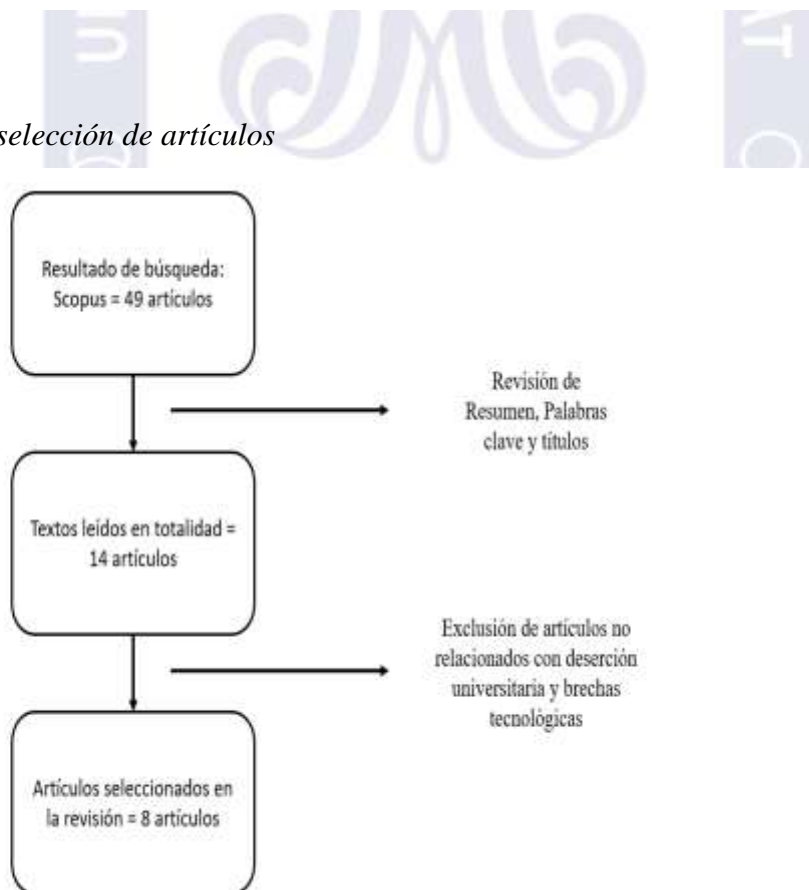 selección de artículos
Resultado de búsqueda:
Scopus = 49 artículos
Revisión de
Resumen, Palabras
clave y títulos
Textos leídos en totalidad =
14 artículos
Exclusión de artículos no
relacionados con deserción
universitaria y brechas
tecnológicas
Artículos seleccionados en
la revisión = 8 artículos